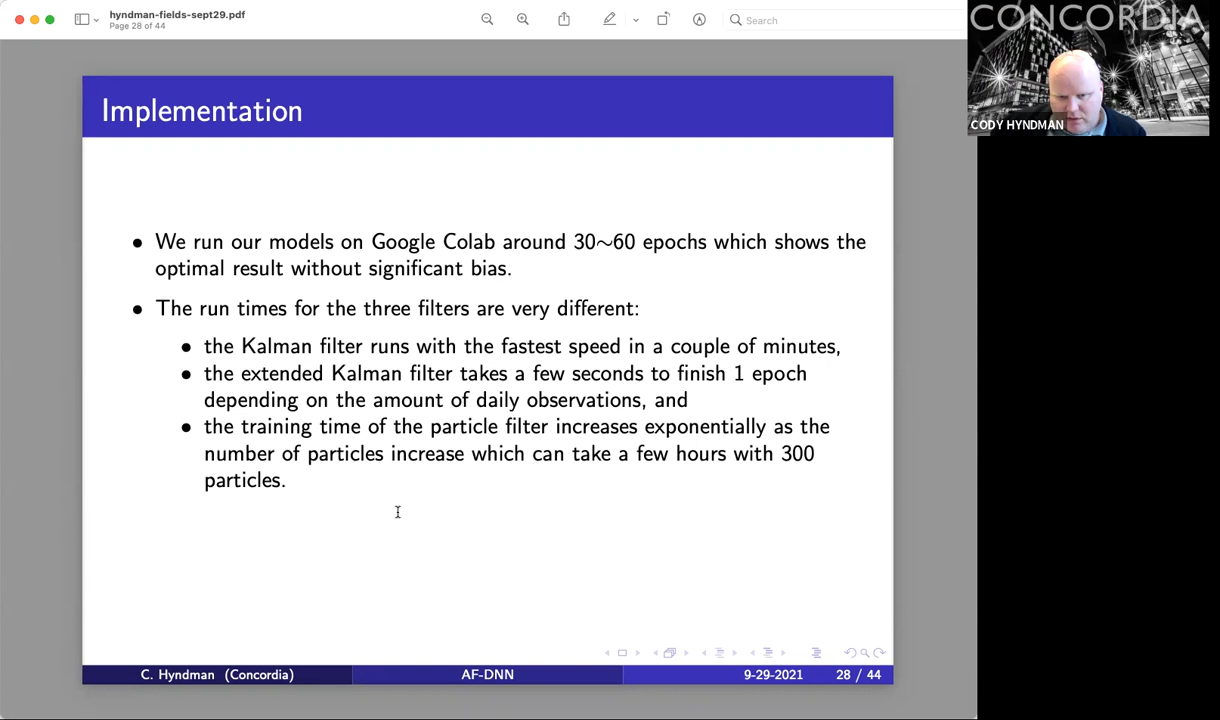 hyndman-fields-sept29.pdf
Page 28 of 44
Search
CONCORDIA
CODY HYNDMAN
Implementation
• We run our models on Google Colab around 30~60 epochs which shows the
optimal result without significant bias.
• The run times for the three filters are very different:
• the Kalman filter runs with the fastest speed in a couple of minutes,
• the extended Kalman filter takes a few seconds to finish 1 epoch
depending on the amount of daily observations, and
• the training time of the particle filter increases exponentially as the
number of particles increase which can take a few hours with 300
particles.
C. Hyndman (Concordia) AF-DNN 9-29-2021 28 / 44